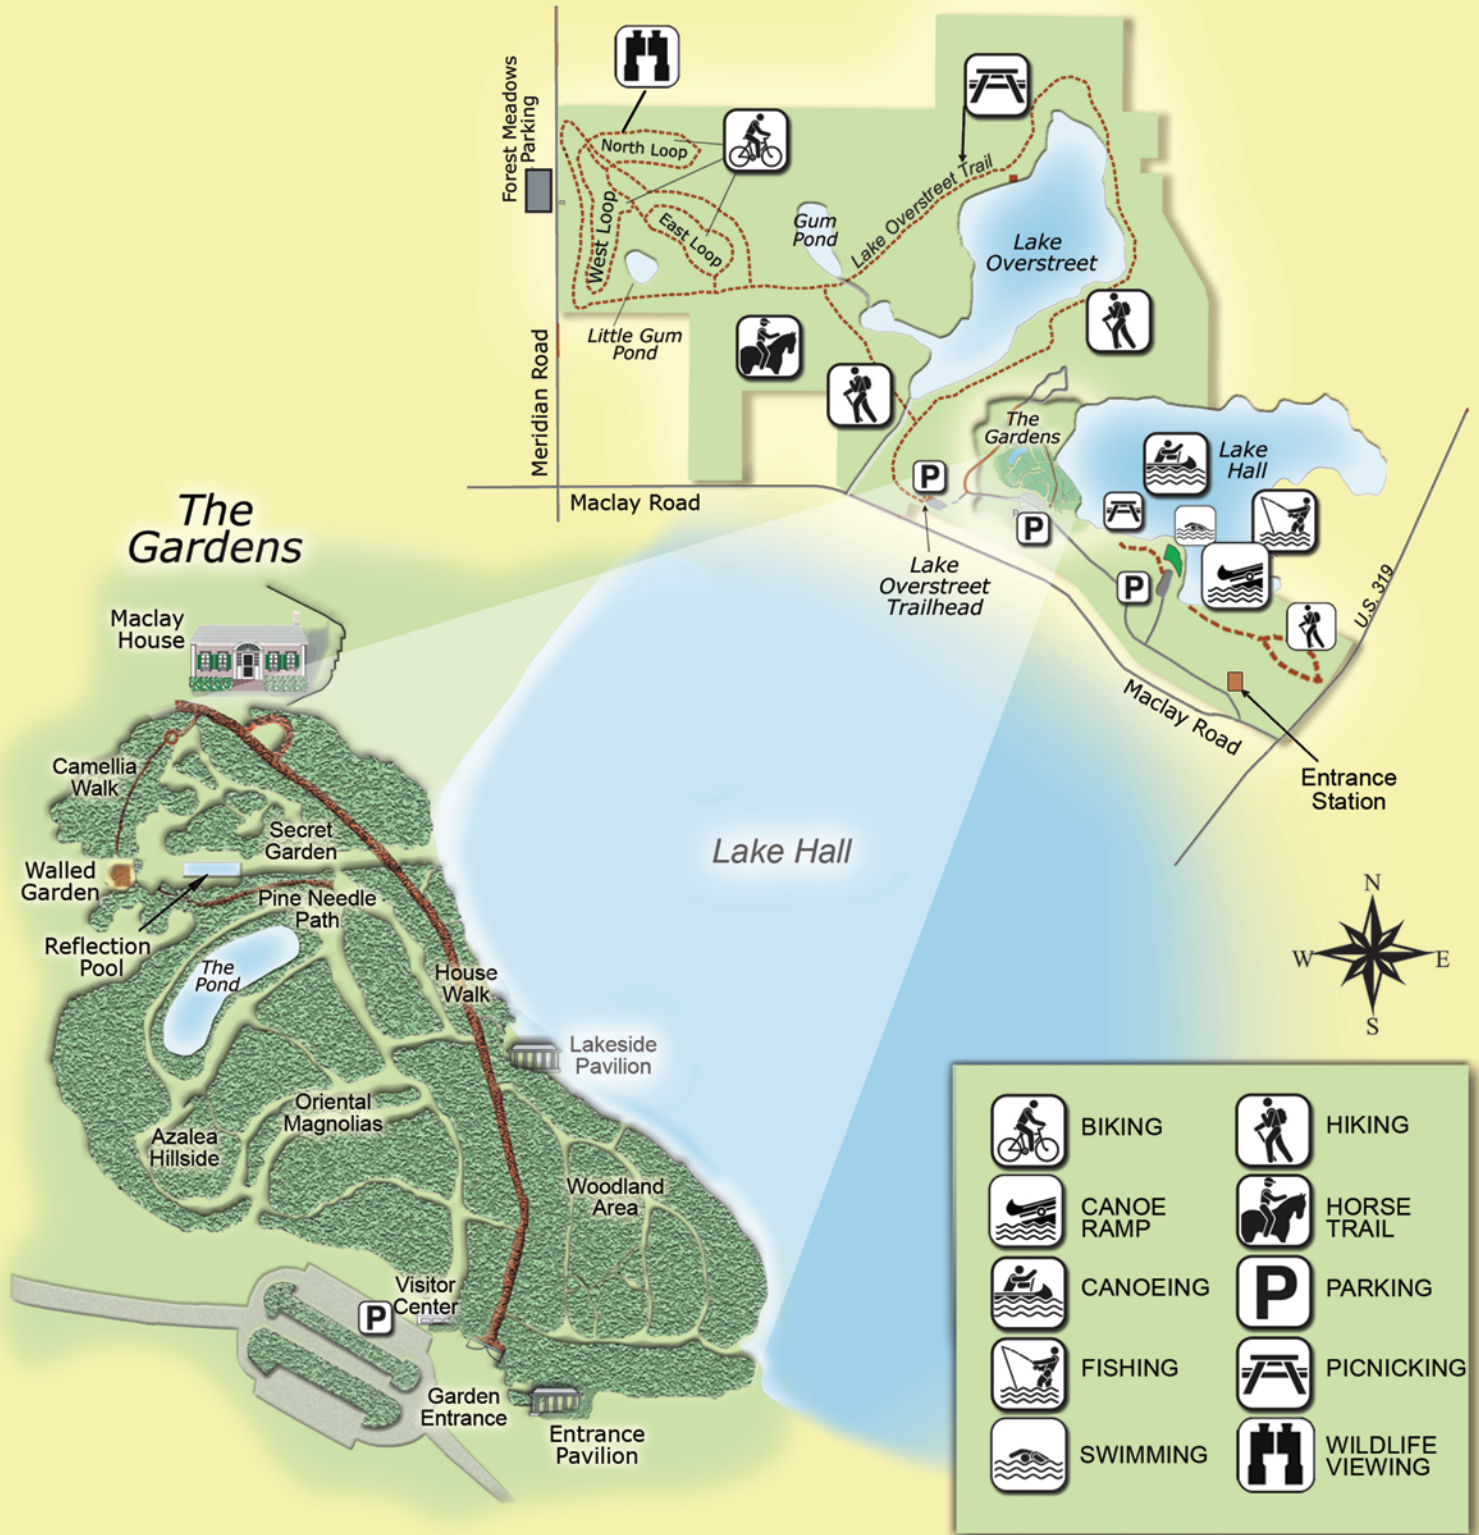 Forest Meadows
Parking
North Loop
West Loop
East Loop
Little Gum
Pond
Gum
Pond
Lake Overstreet Trail
Lake
Overstreet
Meridian Road
Maclay Road
The
Gardens
Lake
Hall
P
P
P
Lake
Overstreet
Trailhead
U.S. 319
Maclay Road
Entrance
Station
The
Gardens
Maclay
House
Camellia
Walk
Secret
Garden
Walled
Garden
Pine Needle
Path
Reflection
Pool
The
Pond
House
Walk
Lake Hall
Lakeside
Pavilion
Oriental
Magnolias
Azalea
Hillside
Woodland
Area
Visitor
Center
P
Garden
Entrance
Entrance
Pavilion
N
W
E
S
BIKING
HIKING
CANOE
RAMP
HORSE
TRAIL
CANOEING
P
PARKING
FISHING
PICNICKING
SWIMMING
WILDLIFE
VIEWING